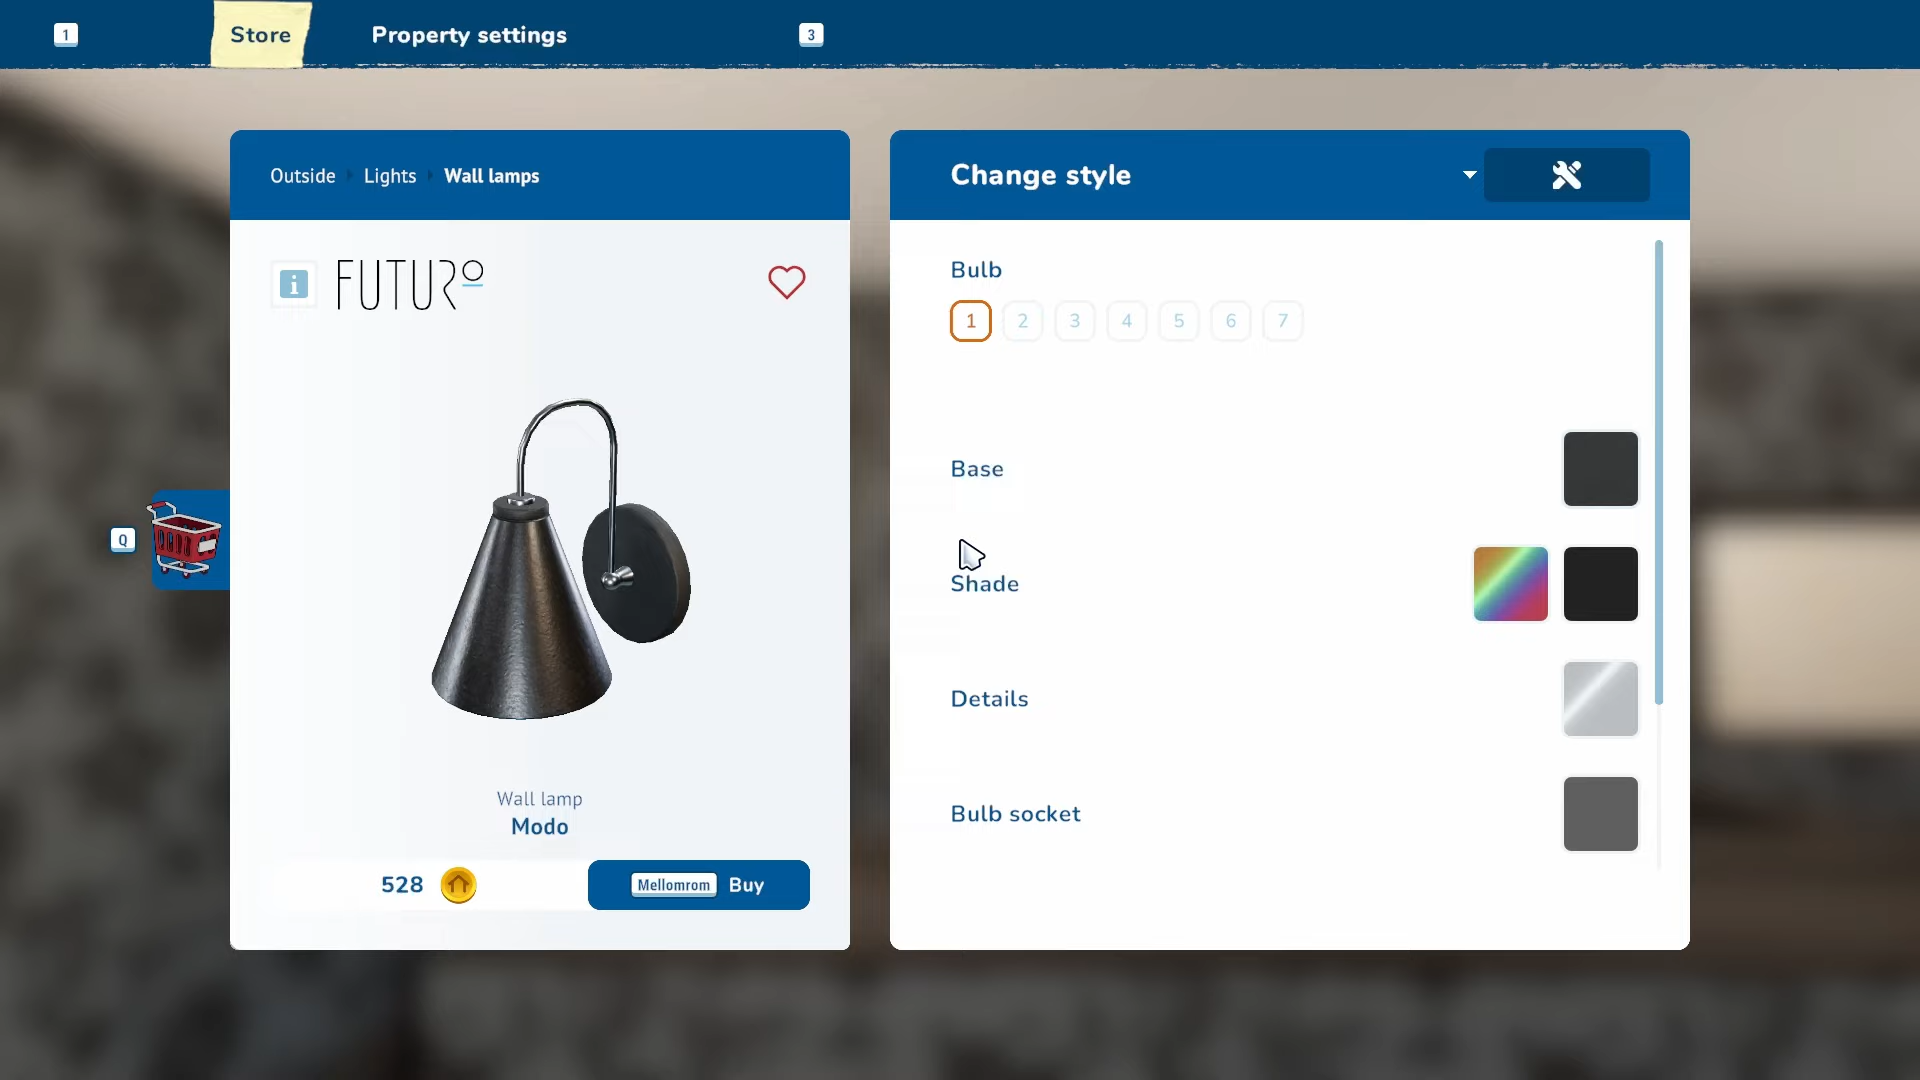 1
Store
Property settings
3
Outside
Lights
Wall lamps
Change style
i
FUTURO
Bulb
1 2 3 4 5 6 7
Base
Q
Shade
Details
Wall lamp
Modo
Bulb socket
528
Mellomrom Buy